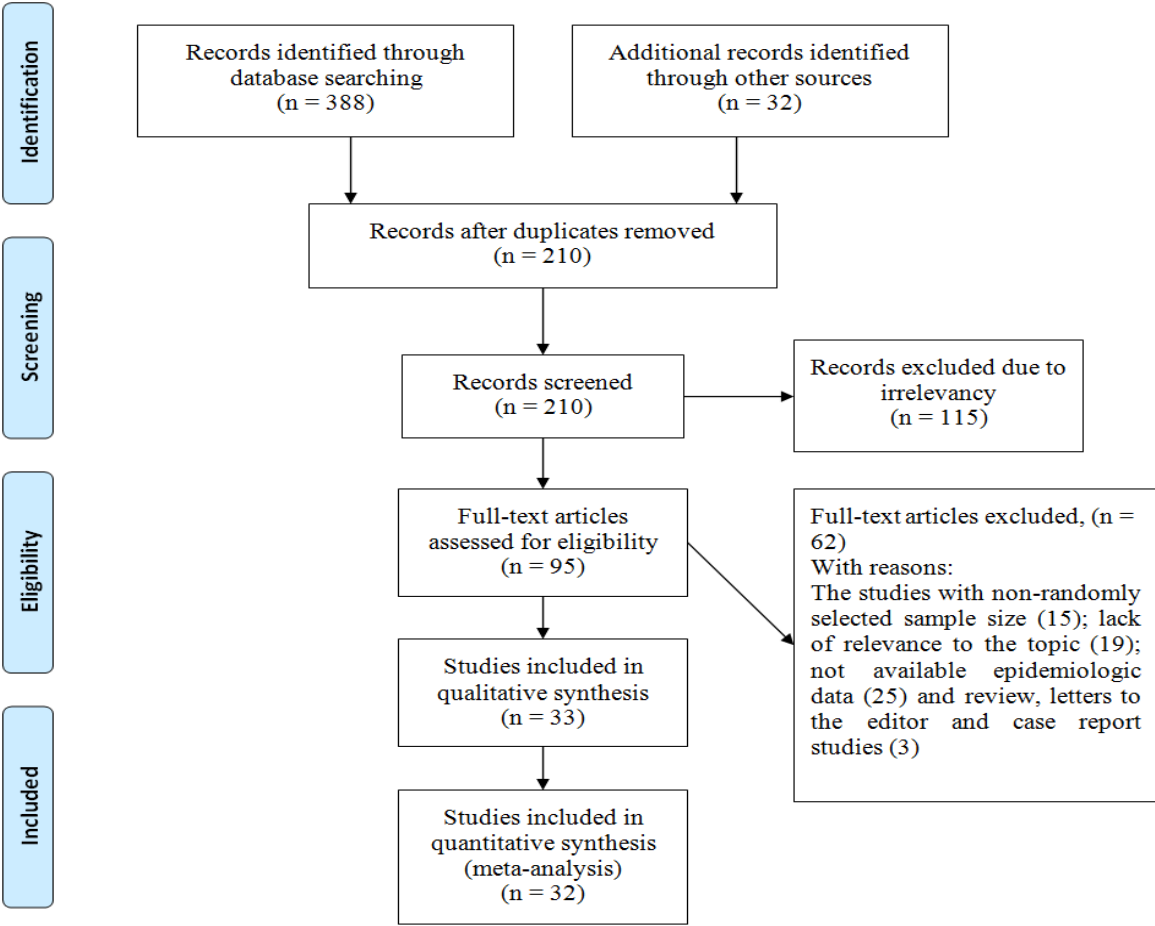 Identification
Records identified through
database searching
(n = 388)
Additional records identified
through other sources
(n = 32)
Records after duplicates removed
(n = 210)
Screening
Records screened
(n = 210)
Records excluded due to
irrelevancy
(n = 115)
Eligibility
Full-text articles
assessed for eligibility
(n = 95)
Full-text articles excluded, (n =
62)
With reasons:
The studies with non-randomly
selected sample size (15); lack
of relevance to the topic (19);
not available epidemiologic
data (25) and review, letters to
the editor and case report
studies (3)
Studies included in
qualitative synthesis
(n = 33)
Included
Studies included in
quantitative synthesis
(meta-analysis)
(n = 32)